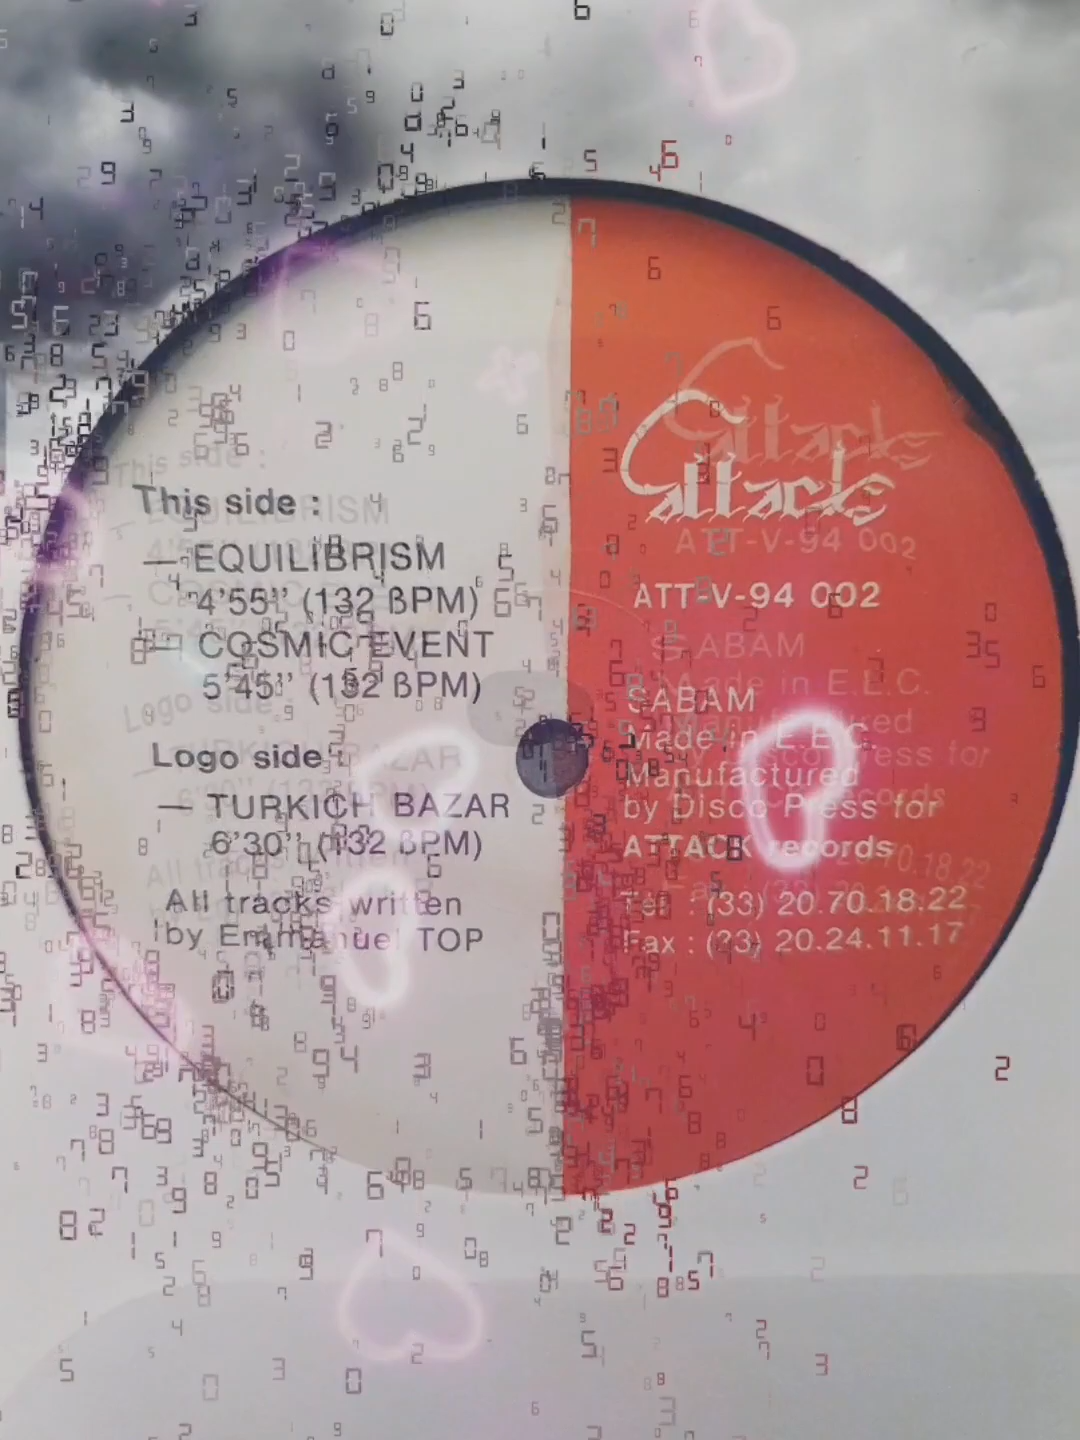 This side :
— EQUILIBRISM
4'55'' (132 BPM)
— COSMIC EVENT
5'45'' (132 BPM)
Logo side :
— TURKICH BAZAR
6'30'' (132 BPM)
All tracks written
by Emmanuel TOP
attack
ATT-V-94 002
SABAM
Made in E.E.C.
Manufactured
by Disco Press for
ATTACK records
Tél : (33) 20.70.18.22
Fax : (33) 20.24.11.17